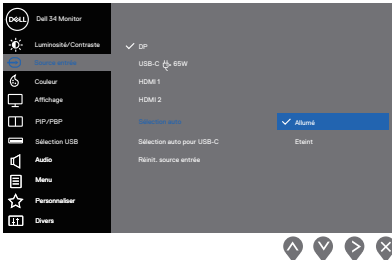 DELL
Dell 34 Monitor
Luminosité/Contraste
Source entrée
Couleur
Affichage
PIP/PBP
Sélection USB
Audio
Menu
Personnaliser
Divers
DP
USB-C 65W
HDMI 1
HDMI 2
Sélection auto
Sélection auto pour USB-C
Réinit. source entrée
Allumé
Eteint